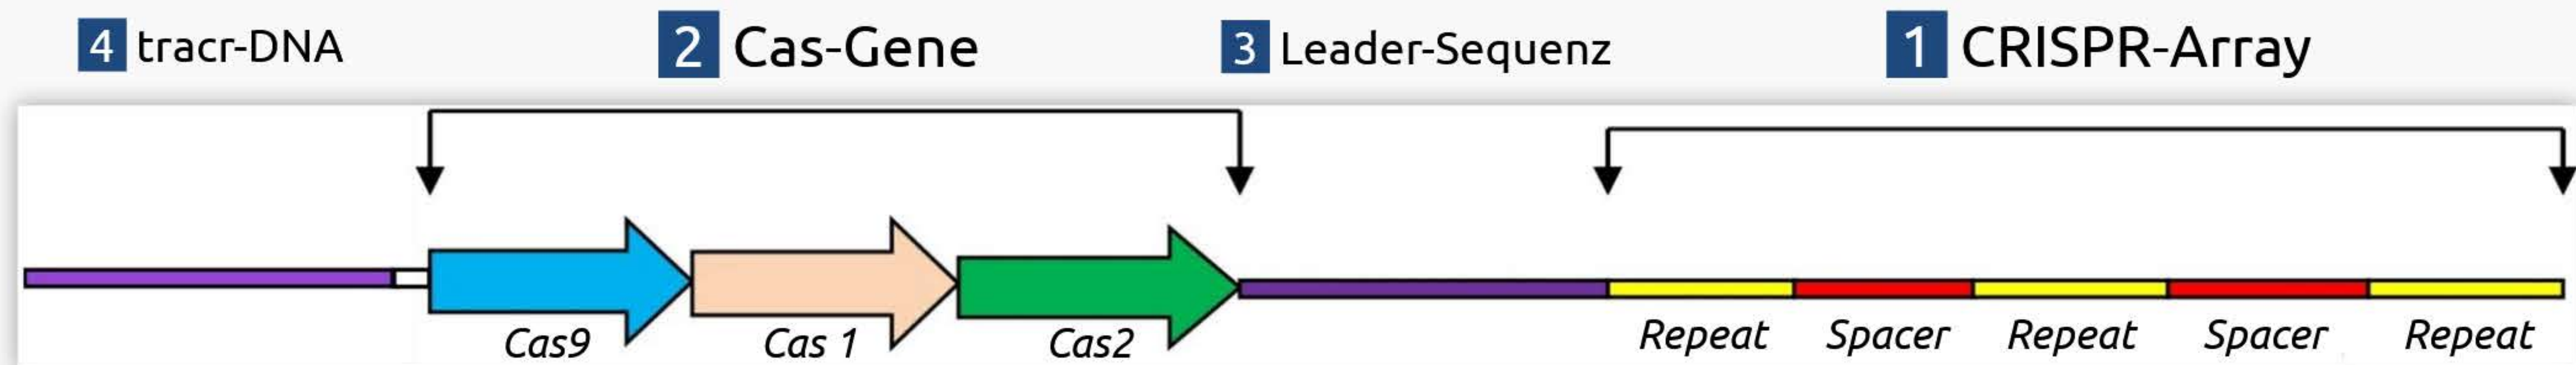 4 tracr-DNA
2 Cas-Gene
3 Leader-Sequenz
1 CRISPR-Array
Cas9
Cas 1
Cas2
Repeat
Spacer
Repeat
Spacer
Repeat